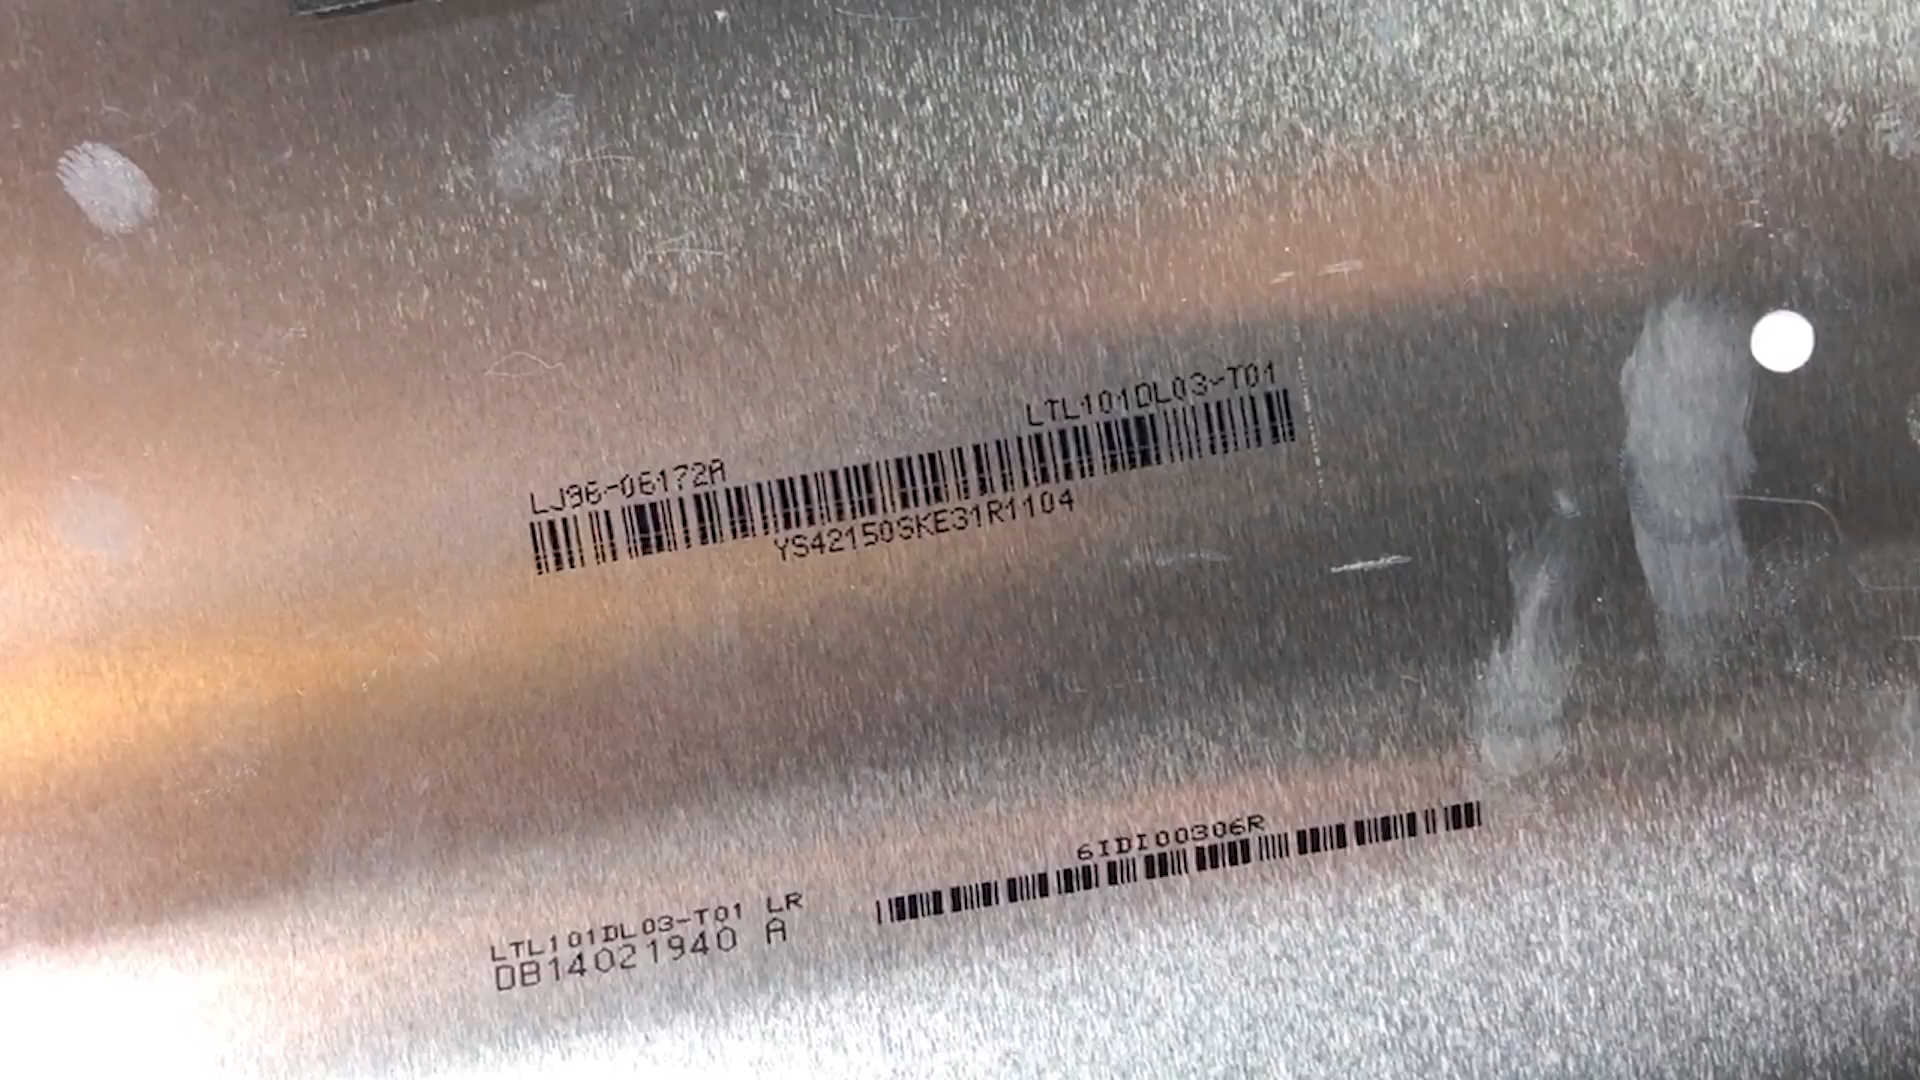 LTL101DL03-T01
LJ96-06172A
YS42150SKE31R1104
6IDI00306R
LTL101DL03-T01 LR
DB14021940 A